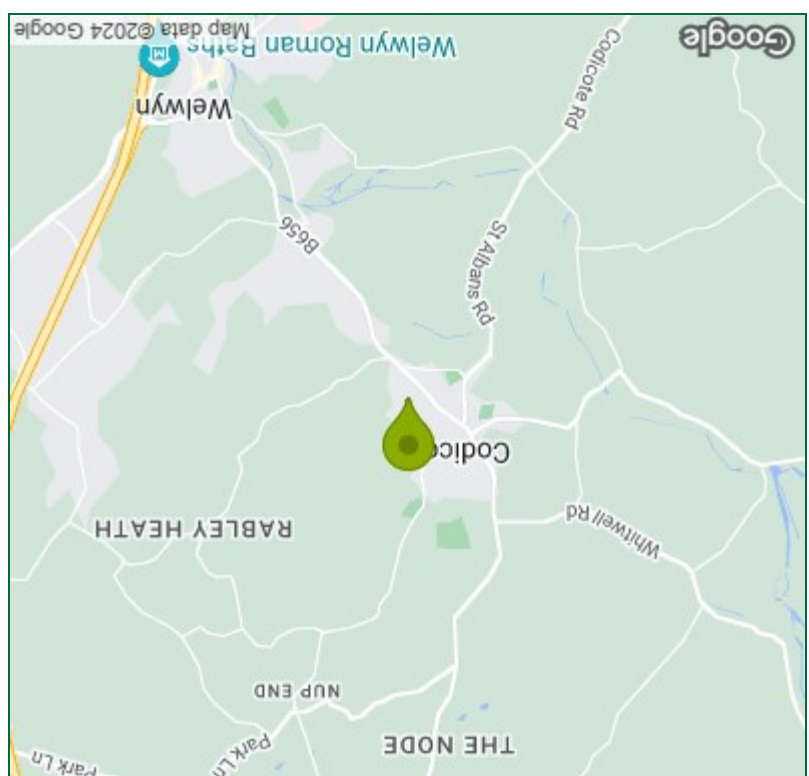 Park Ln
Park Ln
THE NODE
NUP END
Whitwell Rd
RABLEY HEATH
Codico
St Albans Rd
B656
Welwyn
Codicote Rd
Welwyn Roman Baths
M
Google
Map data ©2024 Google